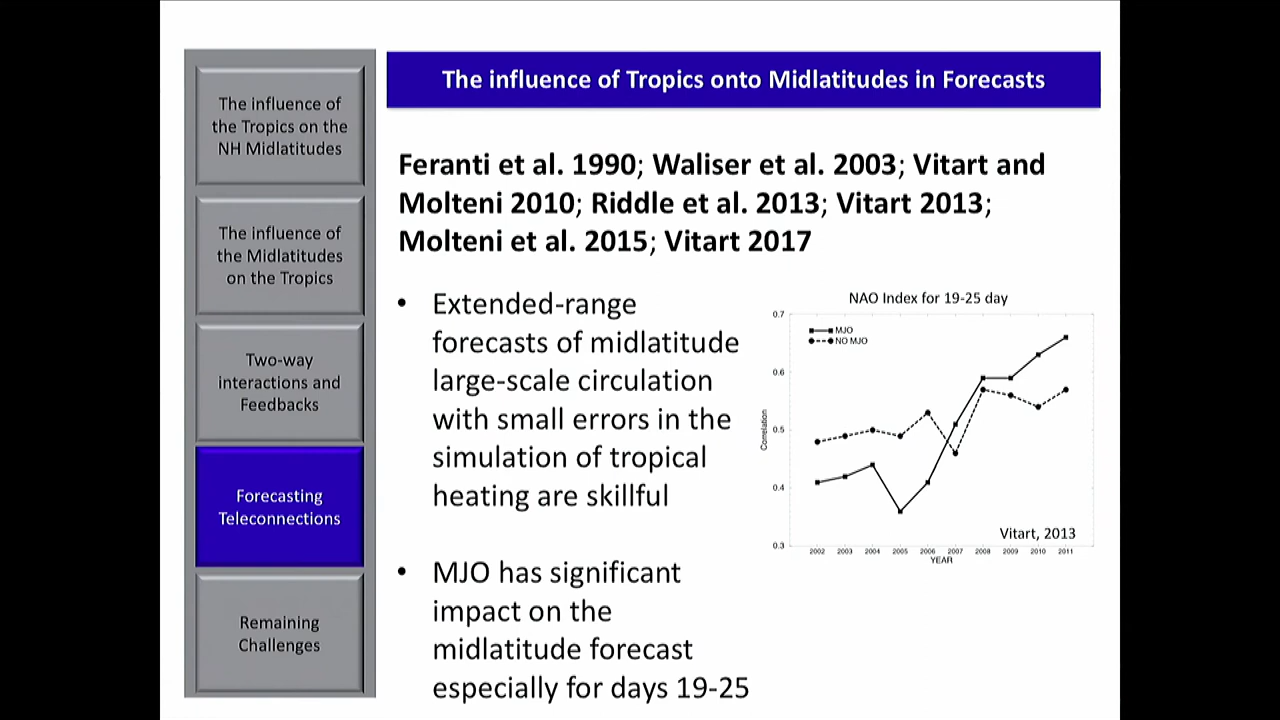 The influence of
the Tropics on the
NH Midlatitudes
The influence of
the Midlatitudes
on the Tropics
Two-way
interactions and
Feedbacks
Forecasting
Teleconnections
Remaining
Challenges
The influence of Tropics onto Midlatitudes in Forecasts
Feranti et al. 1990; Waliser et al. 2003; Vitart and
Molteni 2010; Riddle et al. 2013; Vitart 2013;
Molteni et al. 2015; Vitart 2017
• Extended-range
forecasts of midlatitude
large-scale circulation
with small errors in the
simulation of tropical
heating are skillful
• MJO has significant
impact on the
midlatitude forecast
especially for days 19-25
NAO Index for 19-25 day
0.7
0.6
0.5
0.4
0.3
Correlation
MJO
NO MJO
Vitart, 2013
2002 2003 2004 2005 2006 2007 2008 2009 2010 2011
YEAR